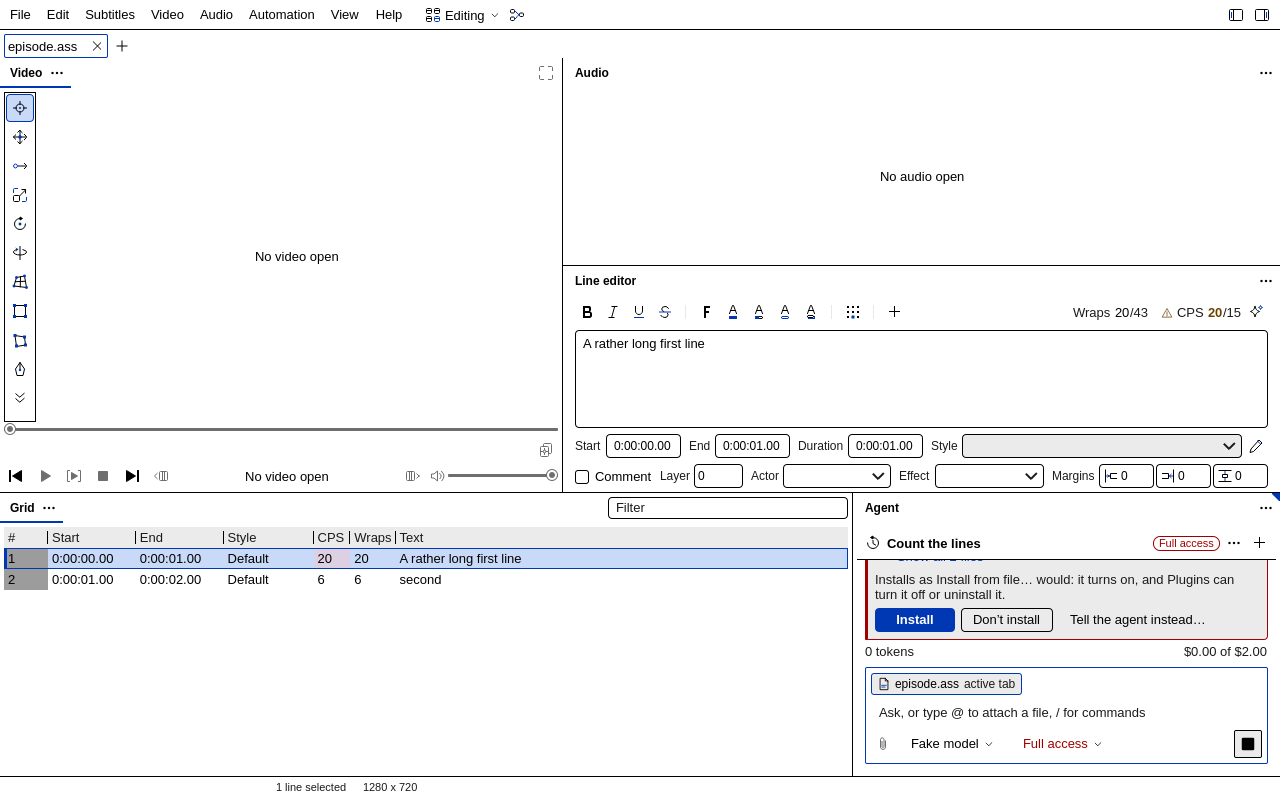 File Edit Subtitles Video Audio Automation View Help Editing
episode.ass
Video
Audio
No video open
No audio open
Line editor
B I U S F A A A A
Wraps 20/43 CPS 20/15
A rather long first line
Start 0:00:00.00 End 0:00:01.00 Duration 0:00:01.00 Style
Comment Layer 0 Actor Effect Margins 0 0 0
No video open
Grid
Filter
# Start End Style CPS Wraps Text
1 0:00:00.00 0:00:01.00 Default 20 20 A rather long first line
2 0:00:01.00 0:00:02.00 Default 6 6 second
Agent
Count the lines Full access
Installs as Install from file… would: it turns on, and Plugins can
turn it off or uninstall it.
Install Don’t install Tell the agent instead…
0 tokens $0.00 of $2.00
episode.ass active tab
Ask, or type @ to attach a file, / for commands
Fake model Full access
1 line selected 1280 x 720